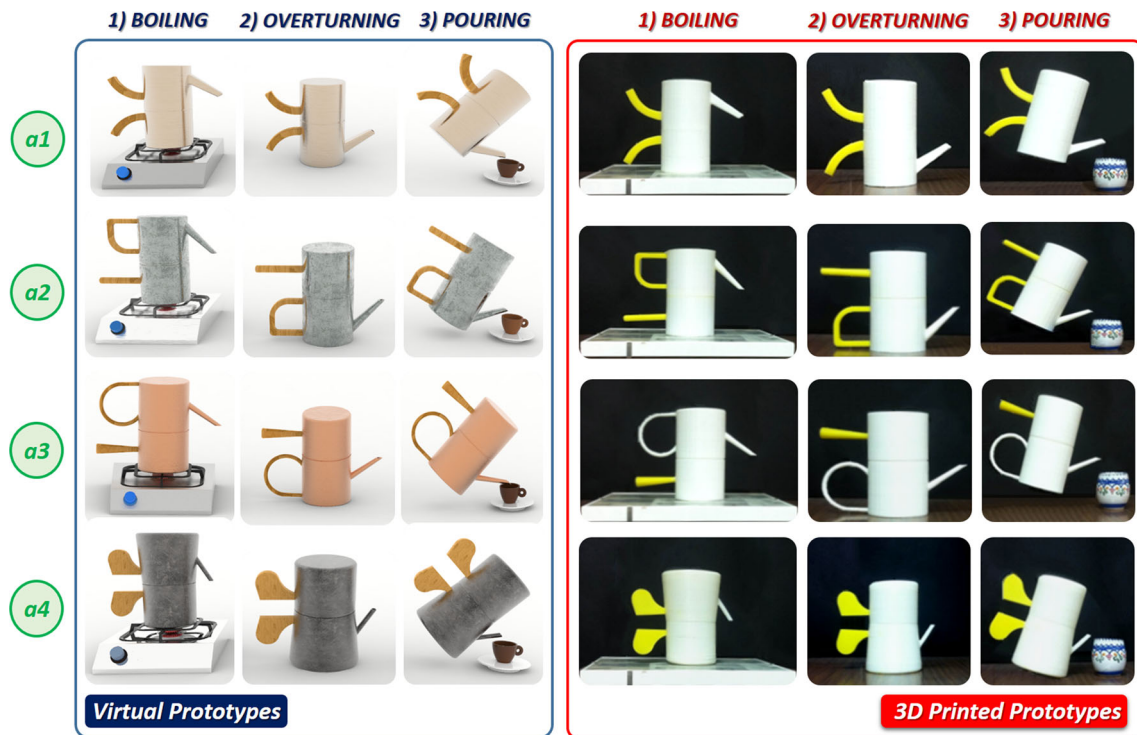 1) BOILING 2) OVERTURNING 3) POURING 1) BOILING 2) OVERTURNING 3) POURING
a1
a2
a3
a4
Virtual Prototypes 3D Printed Prototypes